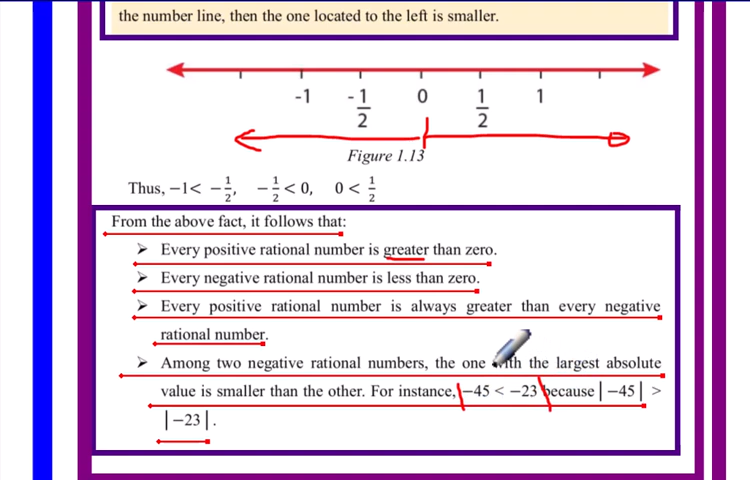 the number line, then the one located to the left is smaller.
-1 -1/2 0 1/2 1
Figure 1.13
Thus, −1< −1/2, −1/2 < 0, 0 < 1/2
From the above fact, it follows that:
➢ Every positive rational number is greater than zero.
➢ Every negative rational number is less than zero.
➢ Every positive rational number is always greater than every negative
rational number.
➢ Among two negative rational numbers, the one with the largest absolute
value is smaller than the other. For instance, −45 < −23 because |−45| >
|−23|.